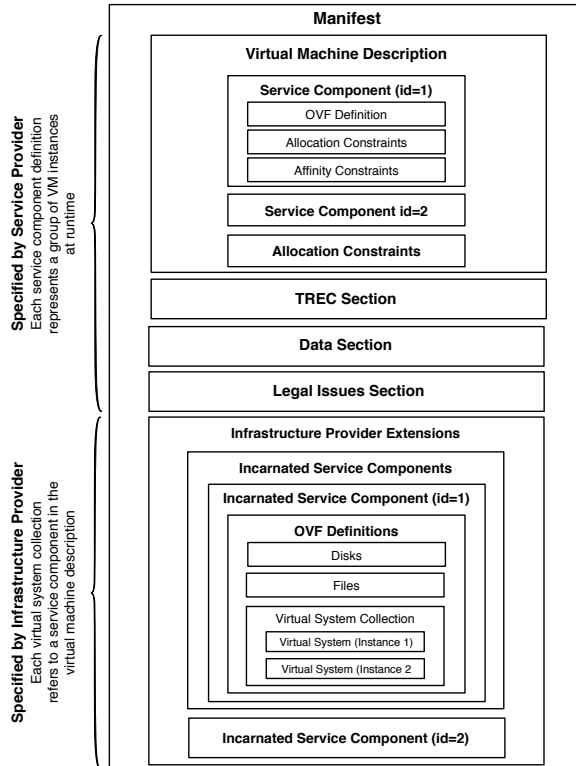 Manifest
Virtual Machine Description
Service Component (id=1)
OVF Definition
Allocation Constraints
Affinity Constraints
Service Component id=2
Allocation Constraints
TREC Section
Data Section
Legal Issues Section
Specified by Service Provider
Each service component definition
represents a group of VM instances
at runtime
Infrastructure Provider Extensions
Incarnated Service Components
Incarnated Service Component (id=1)
OVF Definitions
Disks
Files
Virtual System Collection
Virtual System (Instance 1)
Virtual System (Instance 2
Incarnated Service Component (id=2)
Specified by Infrastructure Provider
Each virtual system collection
refers to a service component in the
virtual machine description